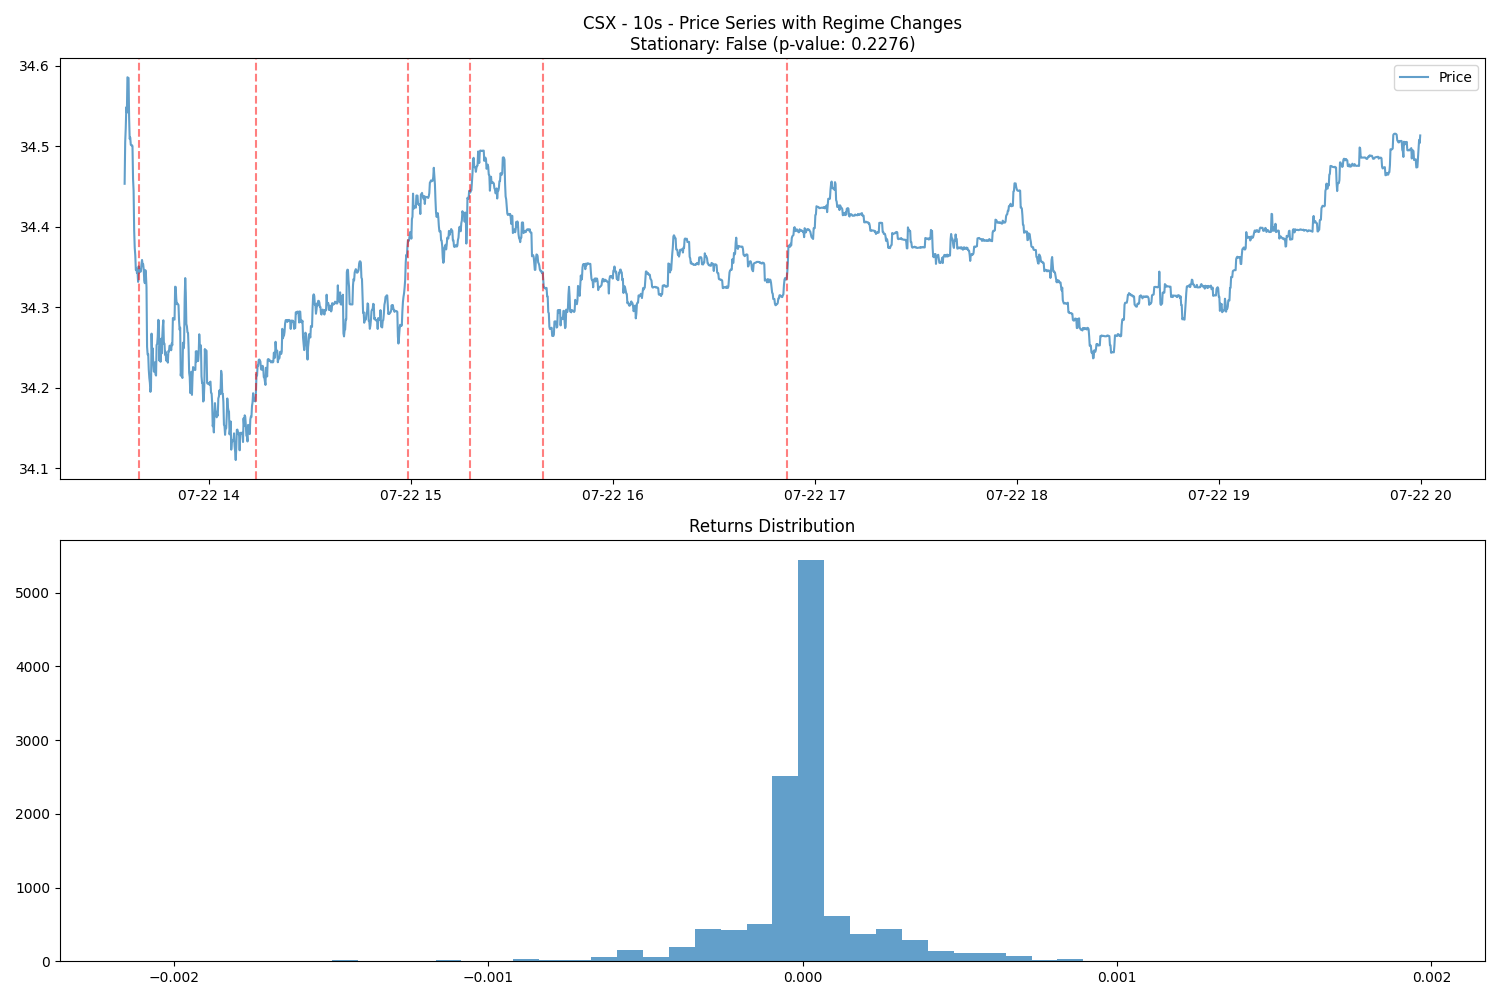 CSX - 10s - Price Series with Regime Changes
Stationary: False (p-value: 0.2276)
Price
34.6
34.5
34.4
34.3
34.2
34.1
07-22 14 07-22 15 07-22 16 07-22 17 07-22 18 07-22 19 07-22 20
Returns Distribution
5000
4000
3000
2000
1000
0
−0.002 −0.001 0.000 0.001 0.002